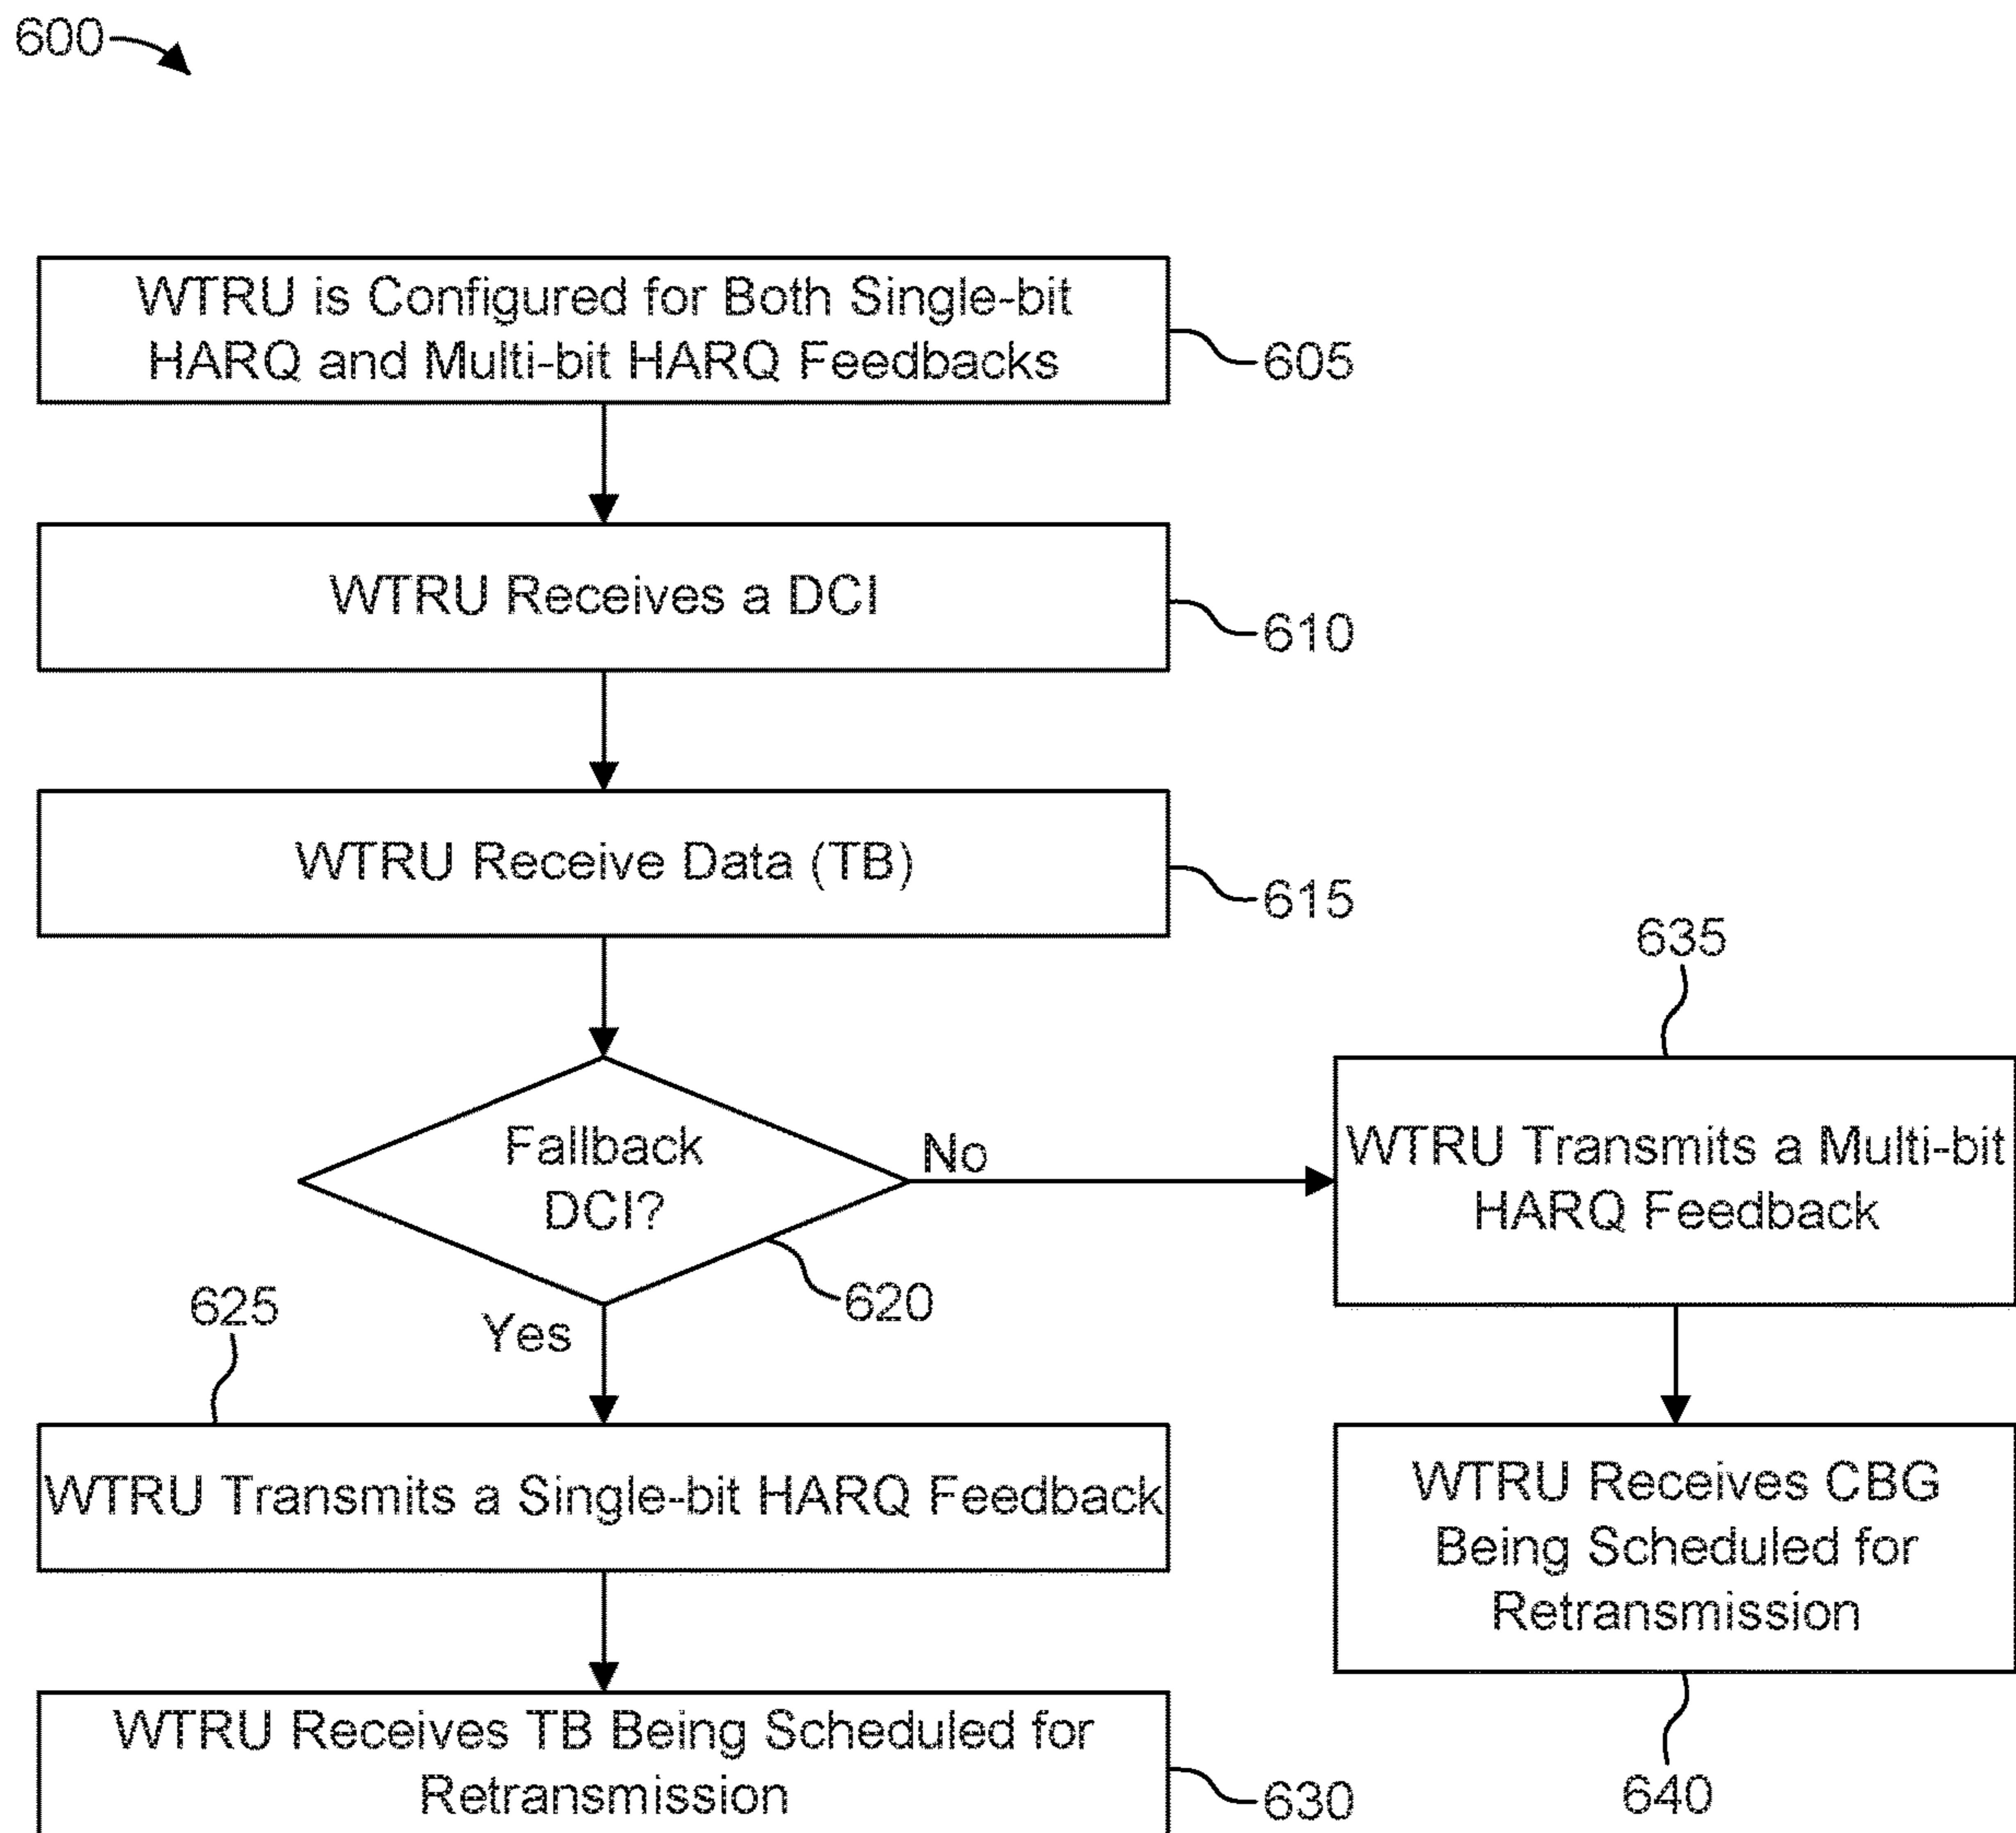 600
WTRU is Configured for Both Single-bit
HARQ and Multi-bit HARQ Feedbacks
605
WTRU Receives a DCI
610
WTRU Receive Data (TB)
615
Fallback
DCI?
620
No
Yes
635
WTRU Transmits a Multi-bit
HARQ Feedback
625
WTRU Transmits a Single-bit HARQ Feedback
WTRU Receives CBG
Being Scheduled for
Retransmission
640
WTRU Receives TB Being Scheduled for
Retransmission
630